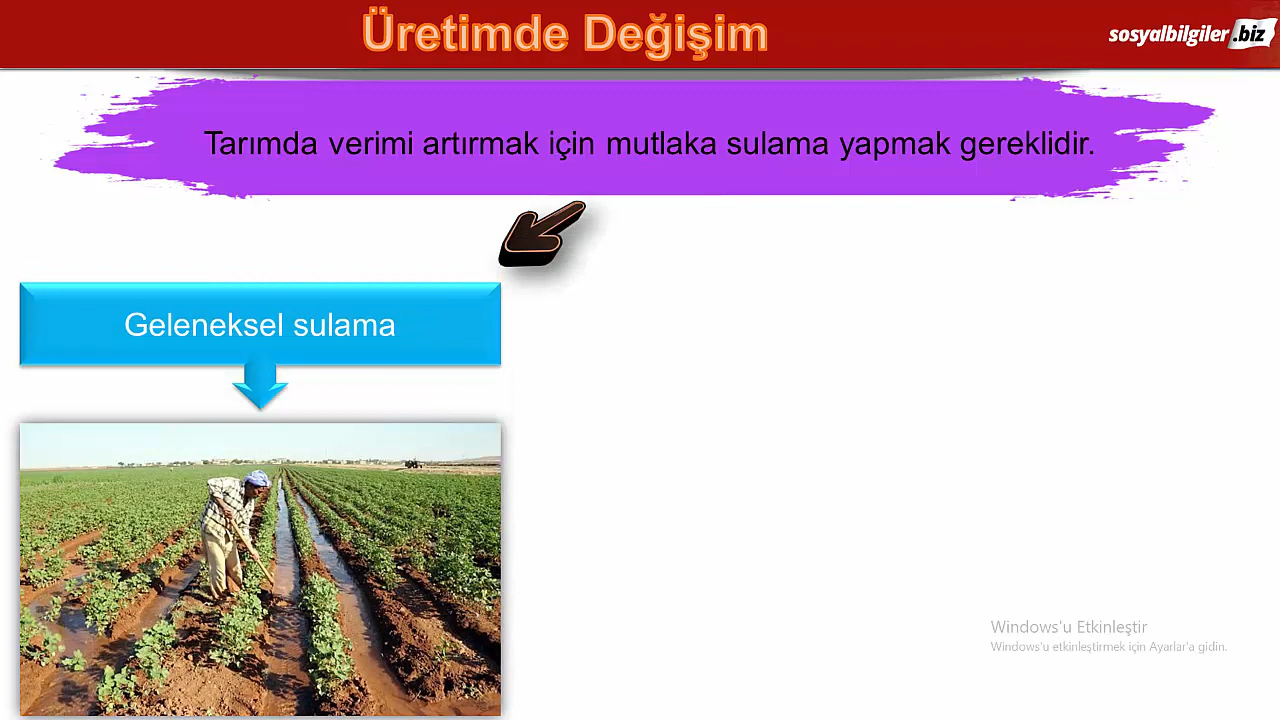 Üretimde Değişim
sosyalbilgiler.biz
Tarımda verimi artırmak için mutlaka sulama yapmak gereklidir.
Geleneksel sulama
Windows'u Etkinleştir
Windows'u etkinleştirmek için Ayarlar'a gidin.